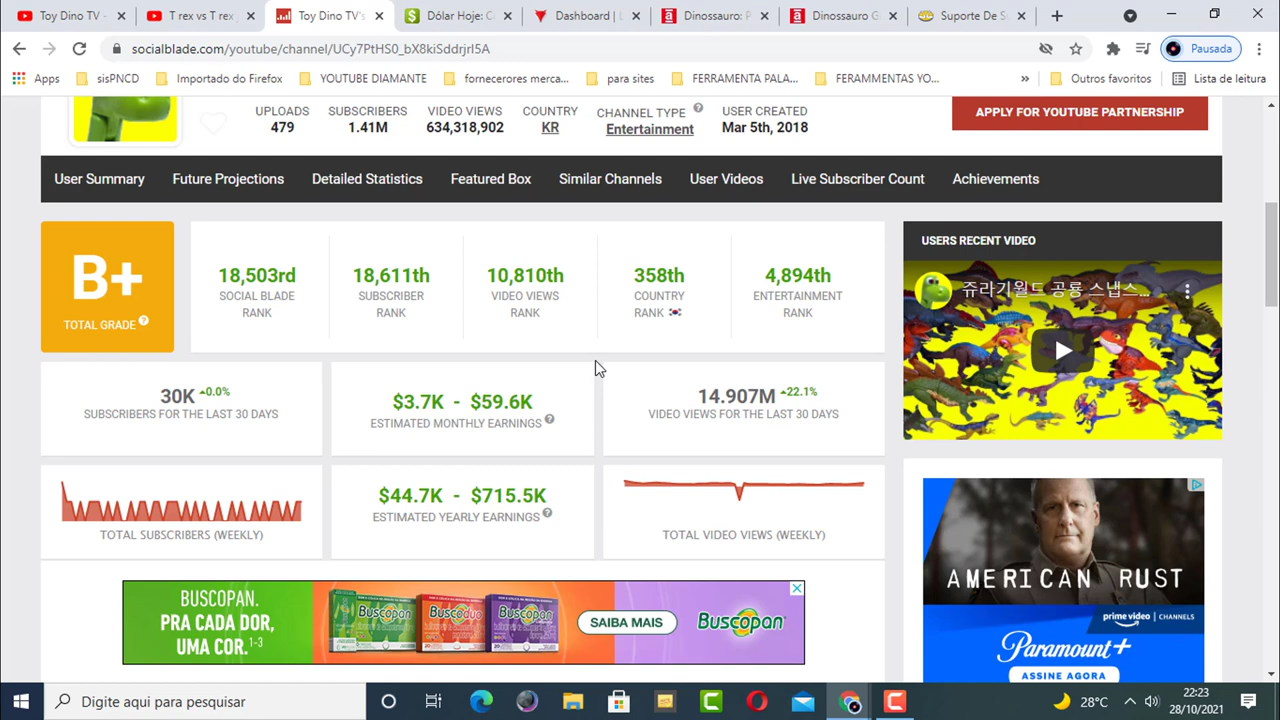 Toy Dino TV -
T rex vs T rex
Toy Dino TV's
Dólar Hoje: C
Dashboard | L
Dinossauro: P
Dinossauro G
Suporte De S
socialblade.com/youtube/channel/UCy7PtHS0_bX8kiSddrjrI5A
Pausada
Apps
sisPNCD
Importado do Firefox
YOUTUBE DIAMANTE
fornecerores merca...
para sites
FERRAMENTA PALA...
FERAMMENTAS YO...
»
Outros favoritos
Lista de leitura
UPLOADS
479
SUBSCRIBERS
1.41M
VIDEO VIEWS
634,318,902
COUNTRY
KR
CHANNEL TYPE
Entertainment
USER CREATED
Mar 5th, 2018
APPLY FOR YOUTUBE PARTNERSHIP
User Summary
Future Projections
Detailed Statistics
Featured Box
Similar Channels
User Videos
Live Subscriber Count
Achievements
B+
TOTAL GRADE
18,503rd
SOCIAL BLADE
RANK
18,611th
SUBSCRIBER
RANK
10,810th
VIDEO VIEWS
RANK
358th
COUNTRY
RANK
4,894th
ENTERTAINMENT
RANK
USERS RECENT VIDEO
쥬라기월드 공룡 스냅스...
30K 0.0%
SUBSCRIBERS FOR THE LAST 30 DAYS
$3.7K - $59.6K
ESTIMATED MONTHLY EARNINGS
14.907M 22.1%
VIDEO VIEWS FOR THE LAST 30 DAYS
TOTAL SUBSCRIBERS (WEEKLY)
$44.7K - $715.5K
ESTIMATED YEARLY EARNINGS
TOTAL VIDEO VIEWS (WEEKLY)
AMERICAN RUST
prime video | CHANNELS
Paramount+
ASSINE AGORA
BUSCOPAN.
PRA CADA DOR,
UMA COR.1-3
Buscopan
Buscoduo
Buscopan
SAIBA MAIS
Buscopan
Digite aqui para pesquisar
28°C
22:23
28/10/2021